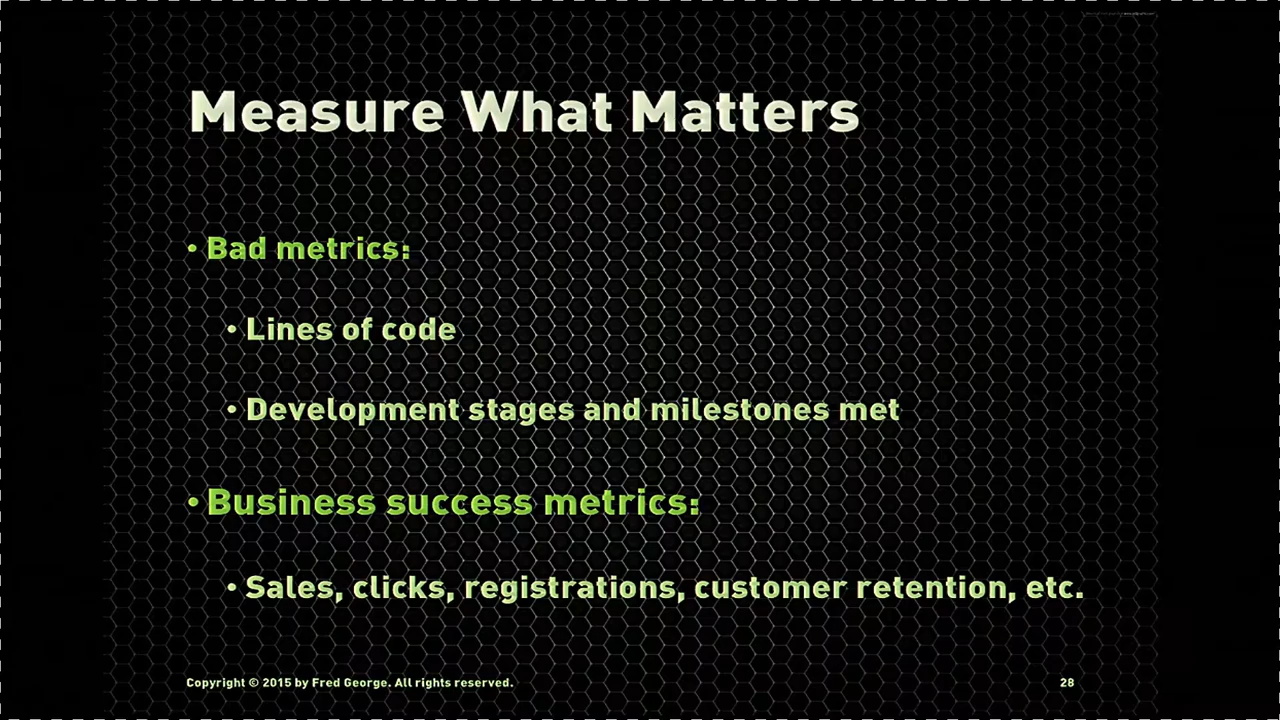 Measure What Matters
• Bad metrics:
• Lines of code
• Development stages and milestones met
• Business success metrics:
• Sales, clicks, registrations, customer retention, etc.
Copyright © 2015 by Fred George. All rights reserved.
28